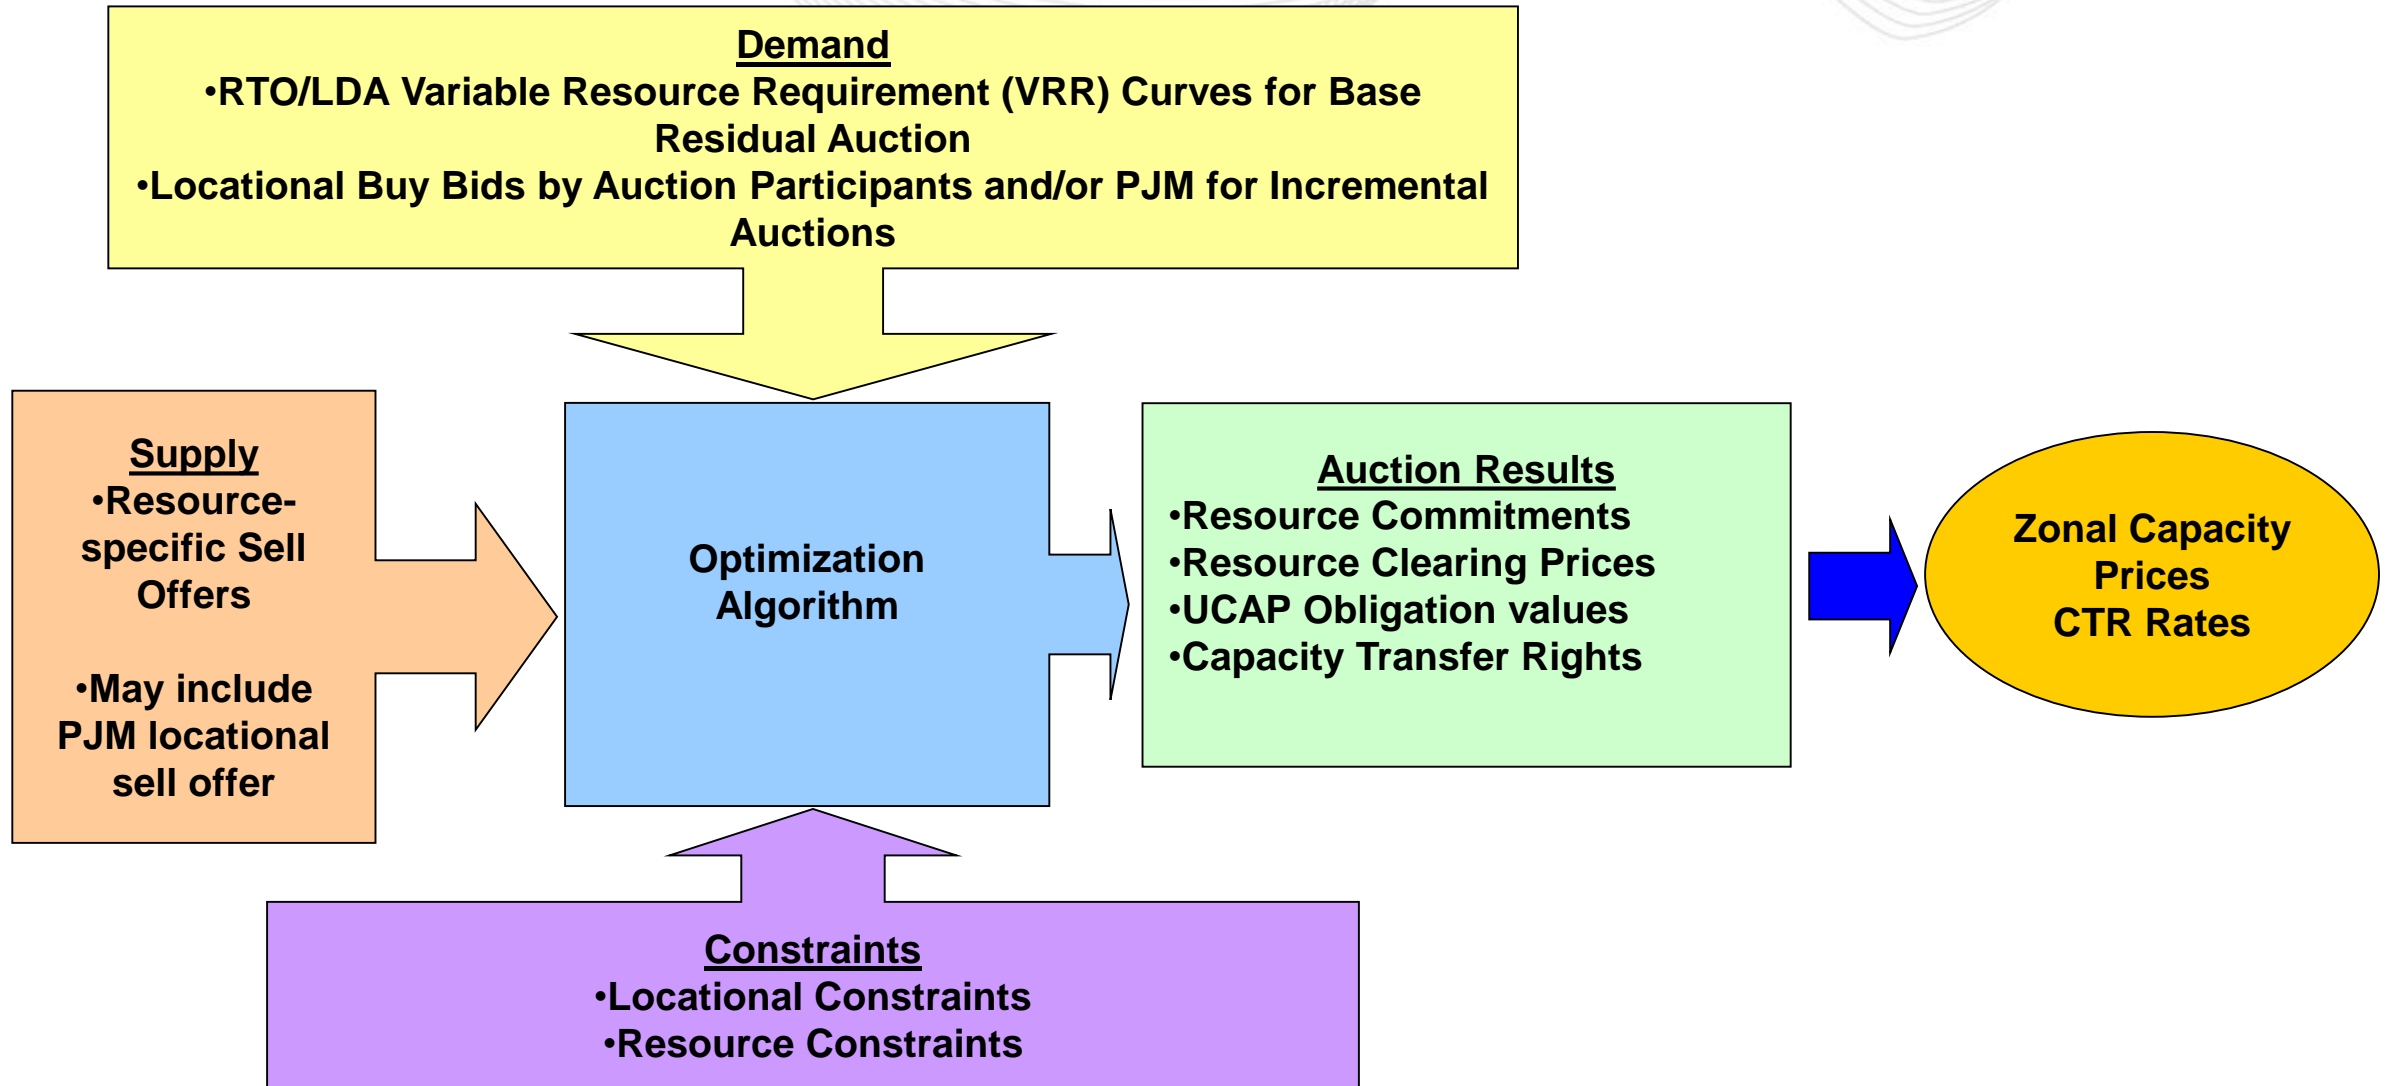 Demand
•RTO/LDA Variable Resource Requirement (VRR) Curves for Base
Residual Auction
•Locational Buy Bids by Auction Participants and/or PJM for Incremental
Auctions
Supply
•Resource-
specific Sell
Offers
•May include
PJM locational
sell offer
Optimization
Algorithm
Auction Results
•Resource Commitments
•Resource Clearing Prices
•UCAP Obligation values
•Capacity Transfer Rights
Zonal Capacity
Prices
CTR Rates
Constraints
•Locational Constraints
•Resource Constraints